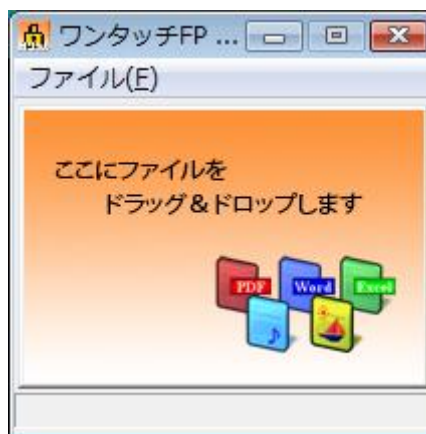 ワンタッチFP ...
ファイル(F)
ここにファイルを
ドラッグ&ドロップします
PDF
Word
Excel